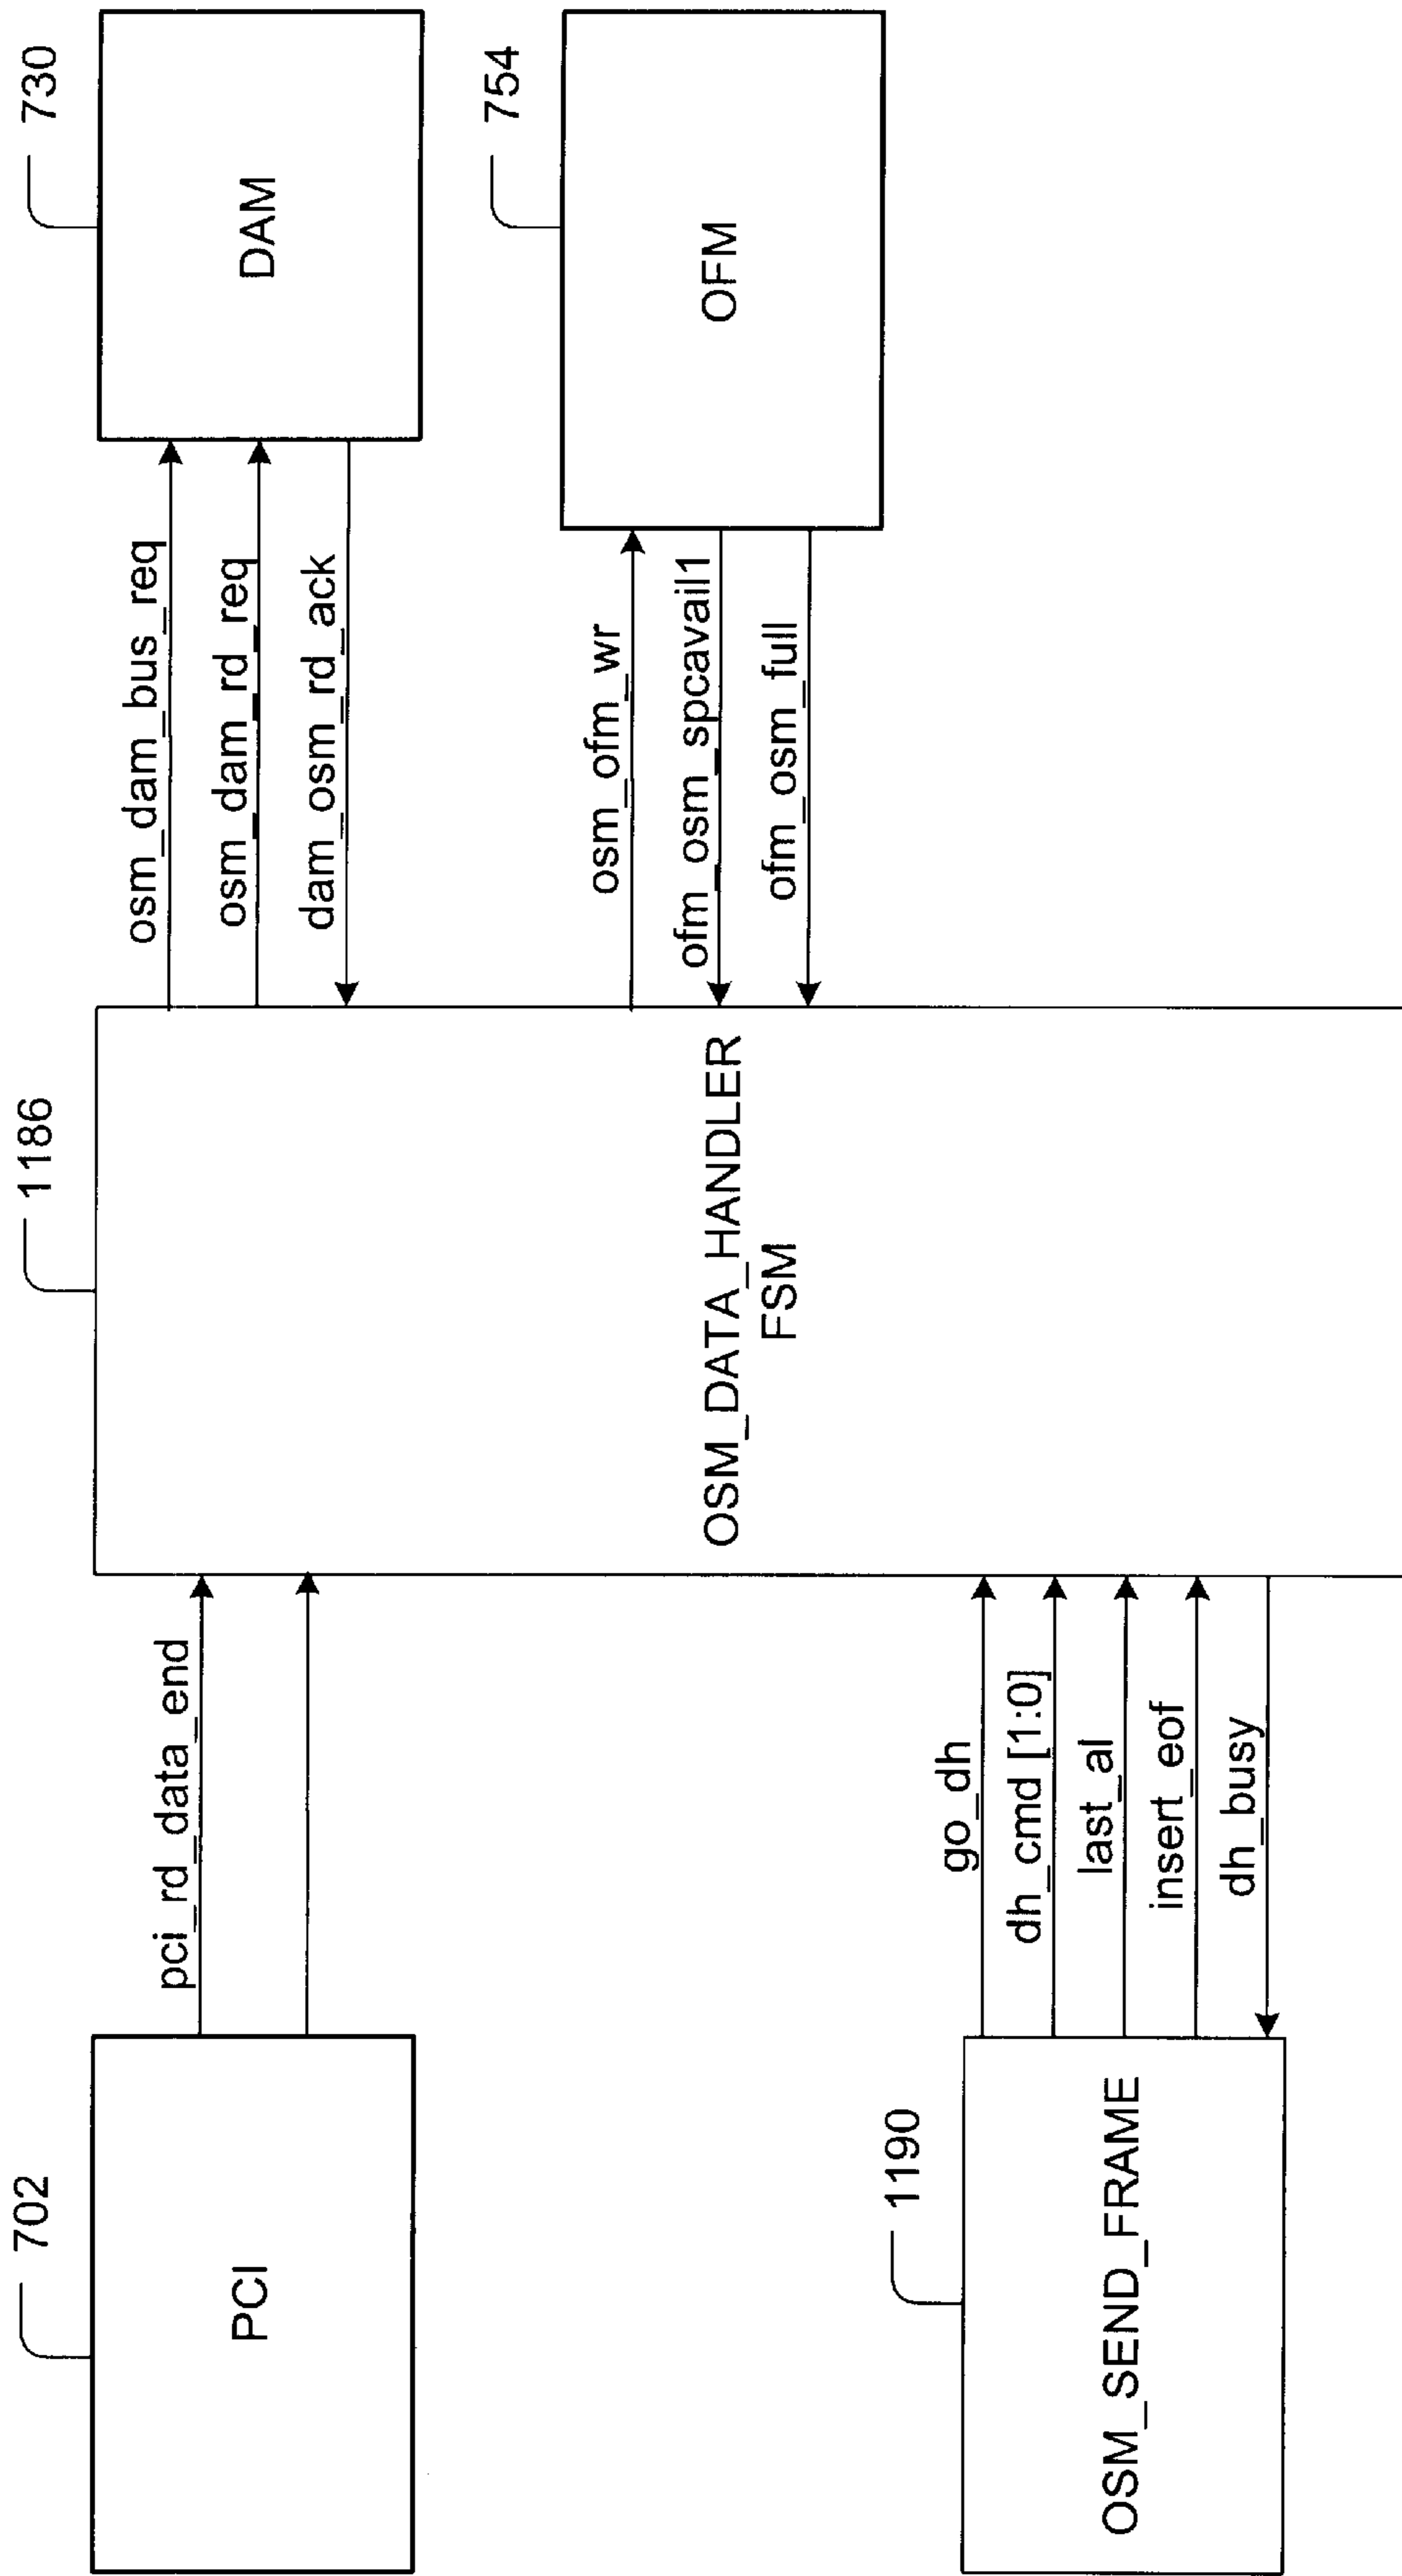 702
PCI
pci_rd_data_end
1190
OSM_SEND_FRAME
go_dh
dh_cmd [1:0]
last_al
insert_eof
dh_busy
1186
OSM_DATA_HANDLER
FSM
osm_dam_bus_req
osm_dam_rd_req
dam_osm_rd_ack
730
DAM
osm_ofm_wr
ofm_osm_spcavail1
ofm_osm_full
754
OFM